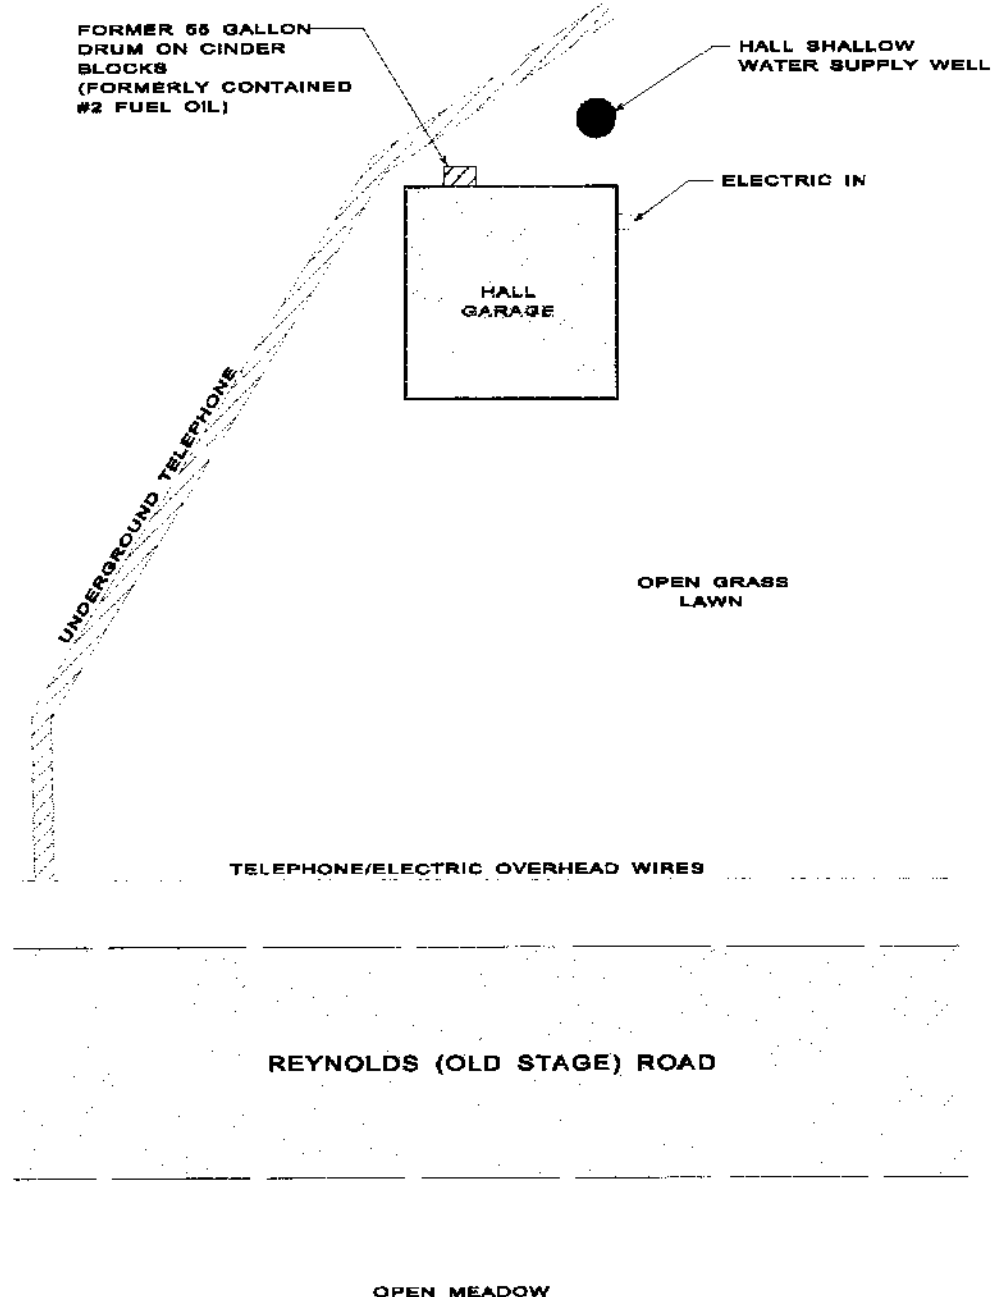 FORMER 55 GALLON
DRUM ON CINDER
BLOCKS
(FORMERLY CONTAINED
#2 FUEL OIL)
HALL SHALLOW
WATER SUPPLY WELL
ELECTRIC IN
HALL
GARAGE
UNDERGROUND TELEPHONE
OPEN GRASS
LAWN
TELEPHONE/ELECTRIC OVERHEAD WIRES
REYNOLDS (OLD STAGE) ROAD
OPEN MEADOW